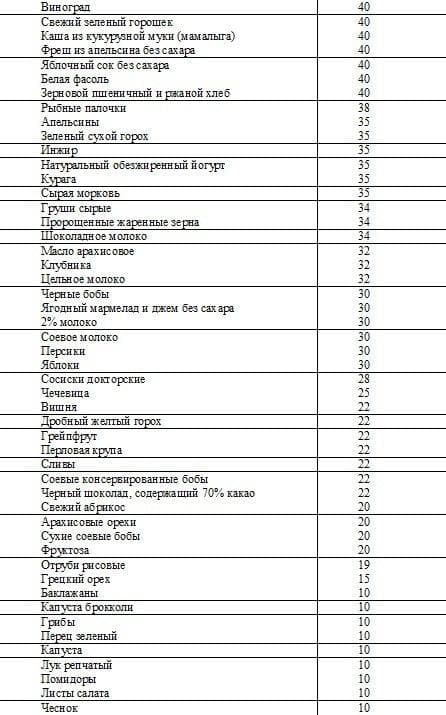 Виноград 40
Свежий зеленый горошек 40
Каша из кукурузной муки (мамалыга) 40
Фреш из апельсина без сахара 40
Яблочный сок без сахара 40
Белая фасоль 40
Зерновой пшеничный и ржаной хлеб 40
Рыбные палочки 38
Апельсины 35
Зеленый сухой горох 35
Инжир 35
Натуральный обезжиренный йогурт 35
Курага 35
Сырая морковь 35
Груши сырые 34
Пророщенные жаренные зерна 34
Шоколадное молоко 34
Масло арахисовое 32
Клубника 32
Цельное молоко 32
Черные бобы 30
Ягодный мармелад и джем без сахара 30
2% молоко 30
Соевое молоко 30
Персики 30
Яблоки 30
Сосиски докторские 28
Чечевица 25
Вишня 22
Дробный желтый горох 22
Грейпфрут 22
Перловая крупа 22
Сливы 22
Соевые консервированные бобы 22
Черный шоколад, содержащий 70% какао 22
Свежий абрикос 20
Арахисовые орехи 20
Сухие соевые бобы 20
Фруктоза 20
Отруби рисовые 19
Грецкий орех 15
Баклажаны 10
Капуста брокколи 10
Грибы 10
Перец зеленый 10
Капуста 10
Лук репчатый 10
Помидоры 10
Листы салата 10
Чеснок 10